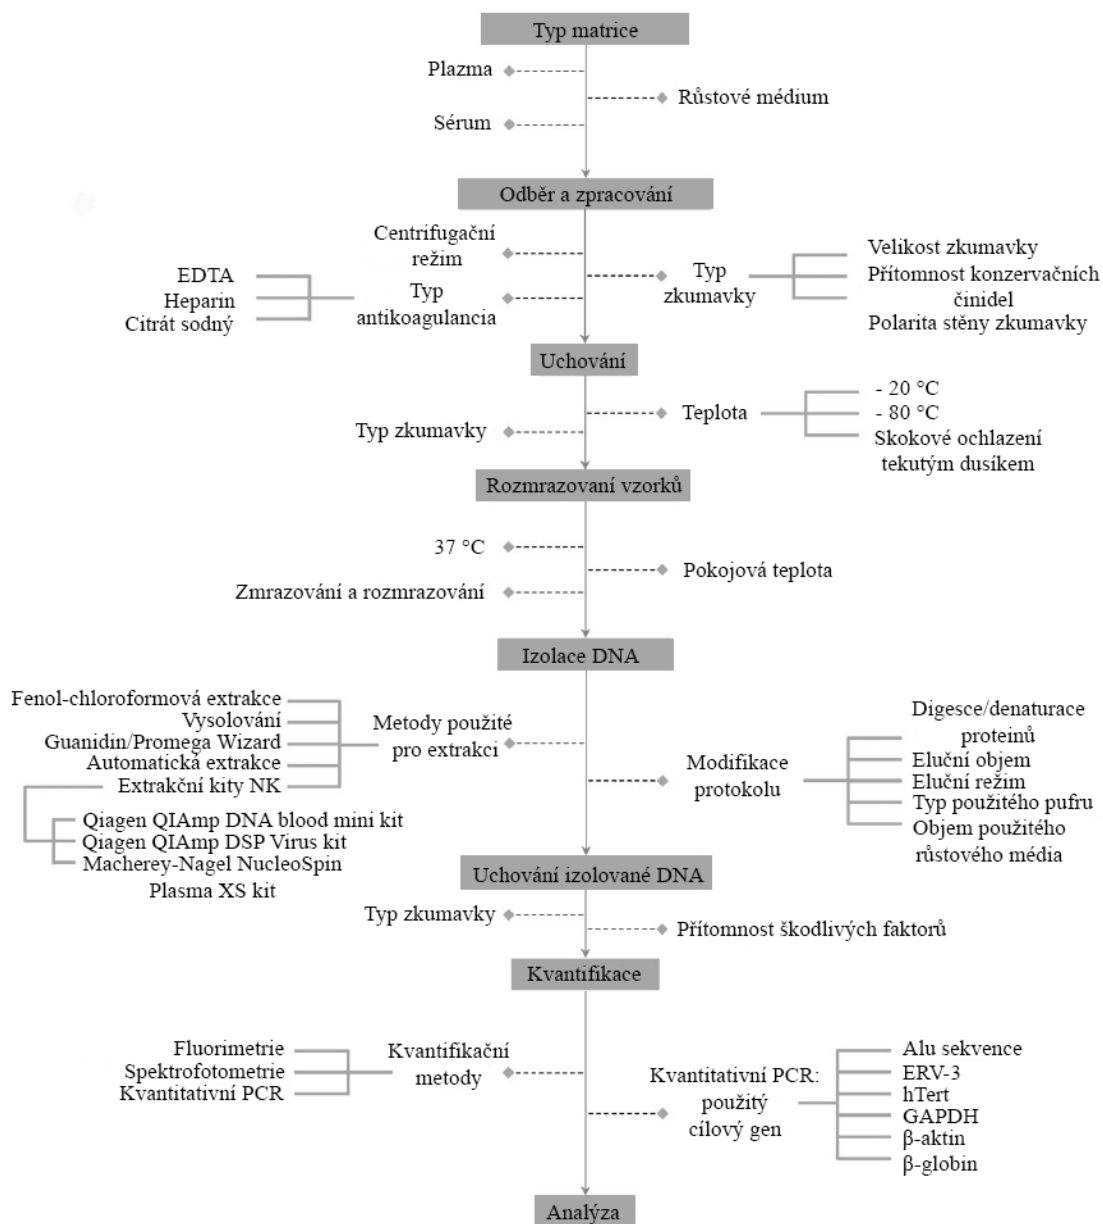 Typ matrice
Plazma
Růstové médium
Sérum
Odběr a zpracování
Centrifugační
režim
Typ
antikoagulancia
EDTA
Heparin
Citrát sodný
Typ
zkumavky
Velikost zkumavky
Přítomnost konzervačních
činidel
Polarita stěny zkumavky
Uchování
Typ zkumavky
Teplota
- 20 °C
- 80 °C
Skokové ochlazení
tekutým dusíkem
Rozmrazovaní vzorků
37 °C
Pokojová teplota
Zmrazování a rozmrazování
Izolace DNA
Metody použité
pro extrakci
Fenol-chloroformová extrakce
Vysolování
Guanidin/Promega Wizard
Automatická extrakce
Extrakční kity NK
Qiagen QIAmp DNA blood mini kit
Qiagen QIAmp DSP Virus kit
Macherey-Nagel NucleoSpin
Plasma XS kit
Modifikace
protokolu
Digesce/denaturace
proteinů
Eluční objem
Eluční režim
Typ použitého pufru
Objem použitého
růstového média
Uchování izolované DNA
Typ zkumavky
Přítomnost škodlivých faktorů
Kvantifikace
Kvantifikační
metody
Fluorimetrie
Spektrofotometrie
Kvantitativní PCR
Kvantitativní PCR:
použitý
cílový gen
Alu sekvence
ERV-3
hTert
GAPDH
β-aktin
β-globin
Analýza